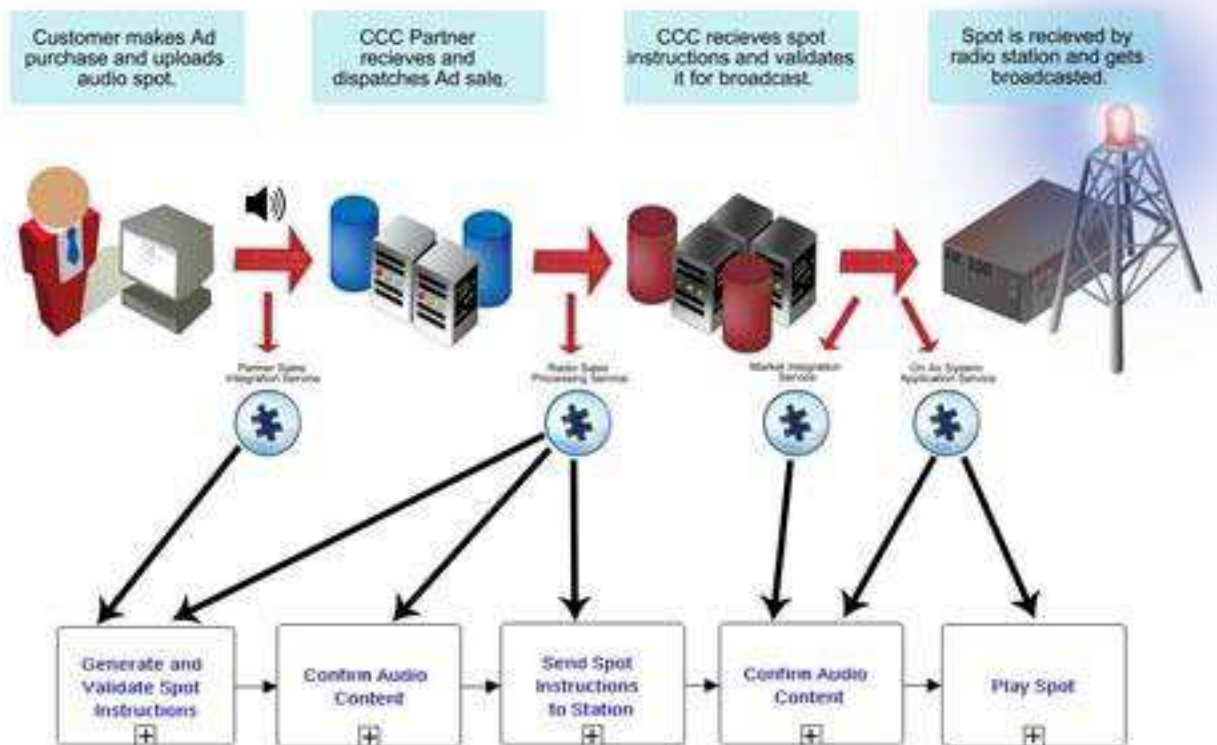 Customer makes Ad
purchase and uploads
audio spot.
CCC Partner
recieves and
dispatches Ad sale.
CCC recieves spot
instructions and validates
it for broadcast.
Spot is recieved by
radio station and gets
broadcasted.
Partner Sales
Integration Service
Radio Sales
Processing Service
Market Integration
Service
On Air System
Application Service
Generate and
Validate Spot
Instructions
Confirm Audio
Content
Send Spot
Instructions
to Station
Confirm Audio
Content
Play Spot